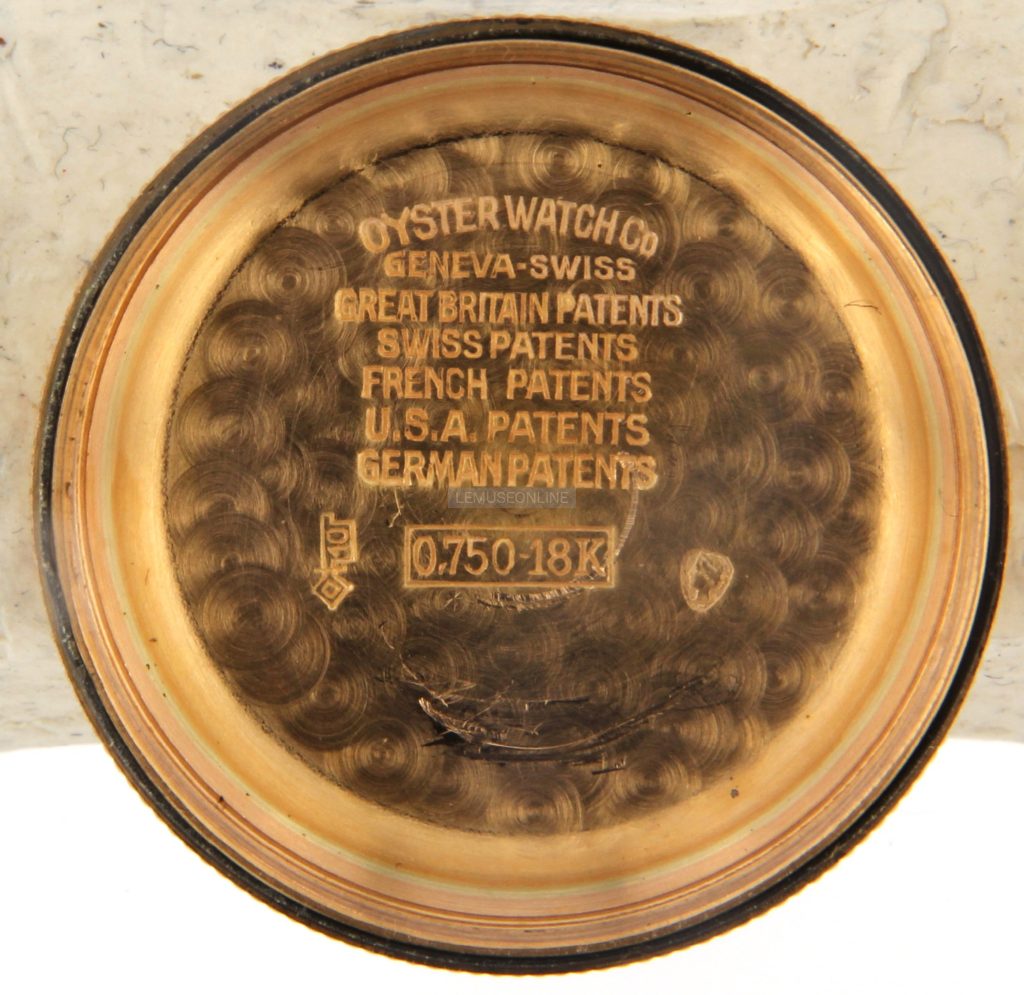 OYSTER WATCH Co
GENEVA-SWISS
GREAT BRITAIN PATENTS
SWISS PATENTS
FRENCH PATENTS
U.S.A. PATENTS
GERMAN PATENTS
LEMUSEONLINE
0,750-18K